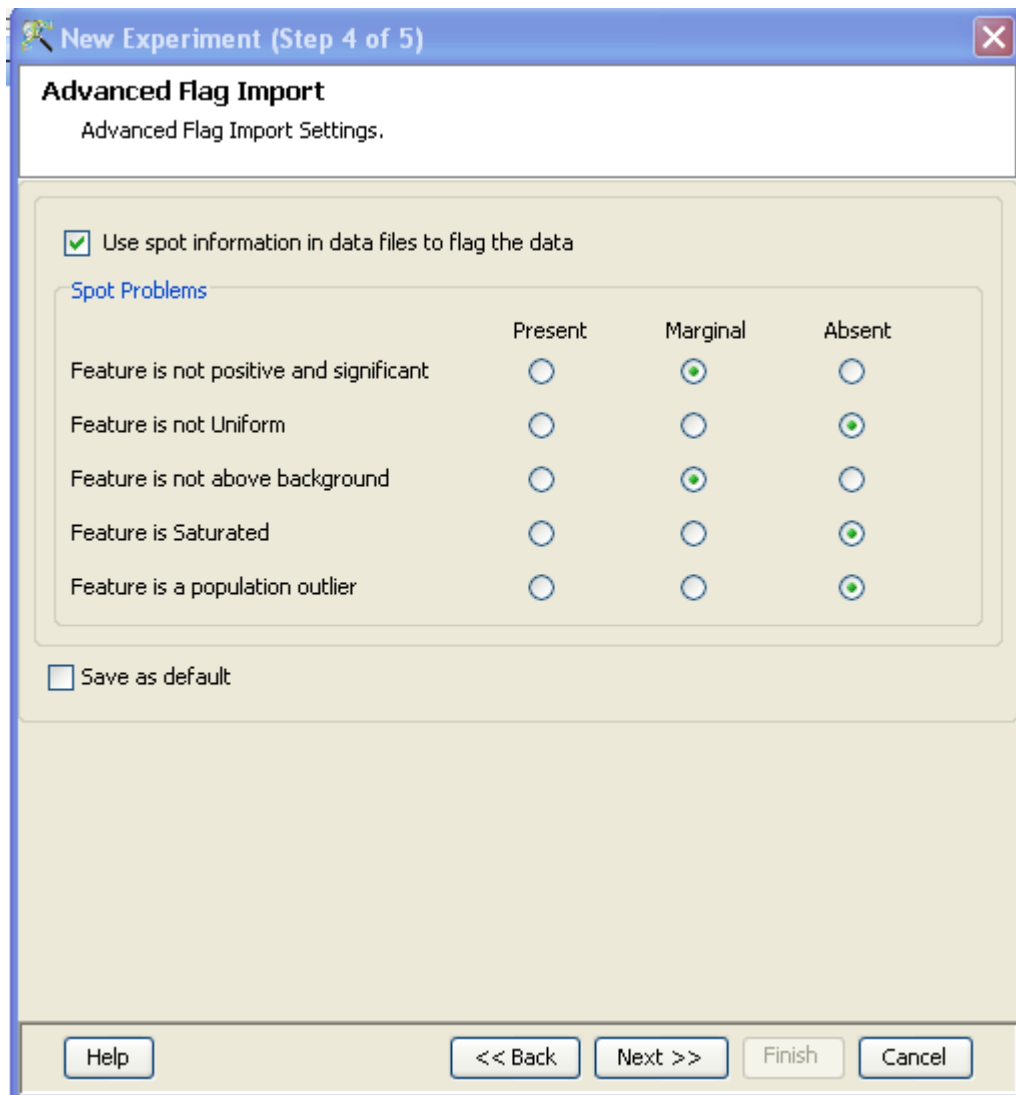 New Experiment (Step 4 of 5)
Advanced Flag Import
Advanced Flag Import Settings.
Use spot information in data files to flag the data
Spot Problems
Present Marginal Absent
Feature is not positive and significant
Feature is not Uniform
Feature is not above background
Feature is Saturated
Feature is a population outlier
Save as default
Help << Back Next >> Finish Cancel